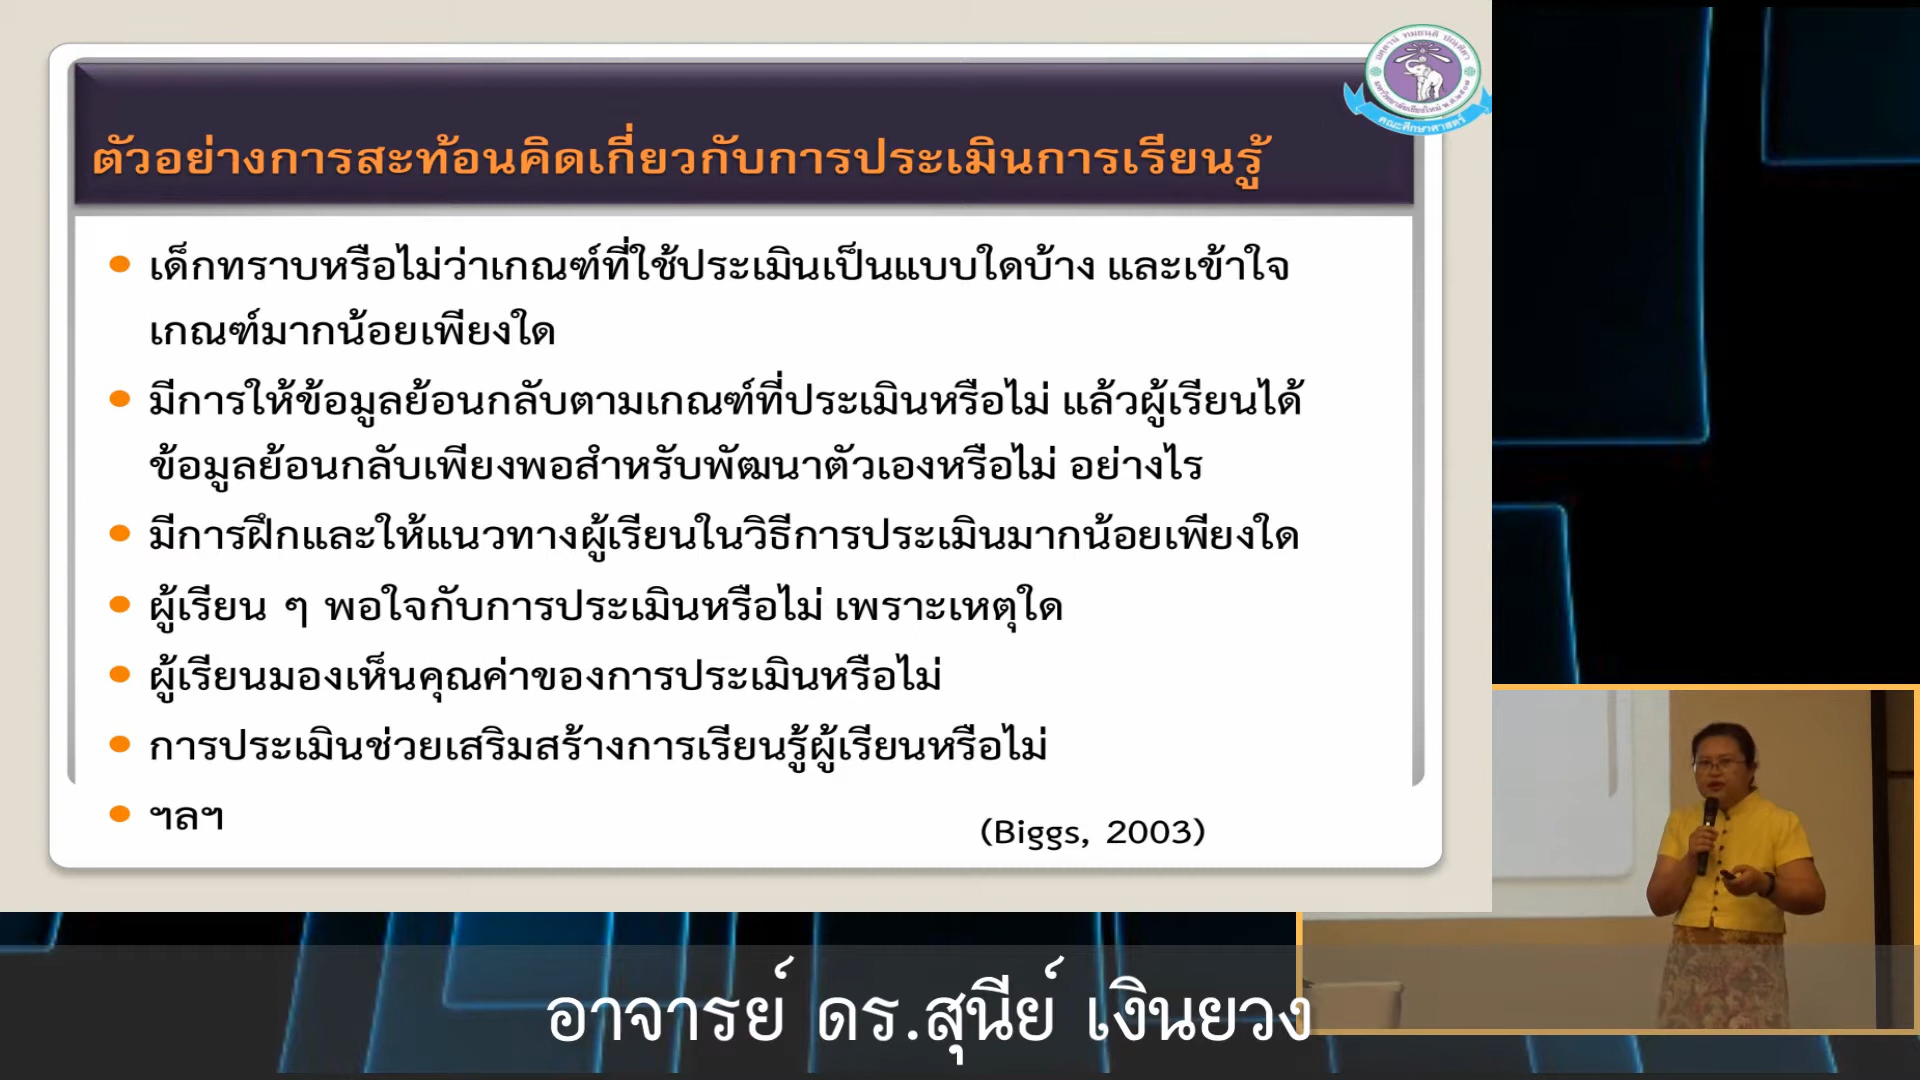 ตัวอย่างการสะท้อนคิดเกี่ยวกับการประเมินการเรียนรู้
เด็กทราบหรือไม่ว่าเกณฑ์ที่ใช้ประเมินเป็นแบบใดบ้าง และเข้าใจ
เกณฑ์มากน้อยเพียงใด
มีการให้ข้อมูลย้อนกลับตามเกณฑ์ที่ประเมินหรือไม่ แล้วผู้เรียนได้
ข้อมูลย้อนกลับเพียงพอสำหรับพัฒนาตัวเองหรือไม่ อย่างไร
มีการฝึกและให้แนวทางผู้เรียนในวิธีการประเมินมากน้อยเพียงใด
ผู้เรียน ๆ พอใจกับการประเมินหรือไม่ เพราะเหตุใด
ผู้เรียนมองเห็นคุณค่าของการประเมินหรือไม่
การประเมินช่วยเสริมสร้างการเรียนรู้ผู้เรียนหรือไม่
ฯลฯ
(Biggs, 2003)
คณะศึกษาศาสตร์
อาจารย์ ดร.สุนีย์ เงินยวง